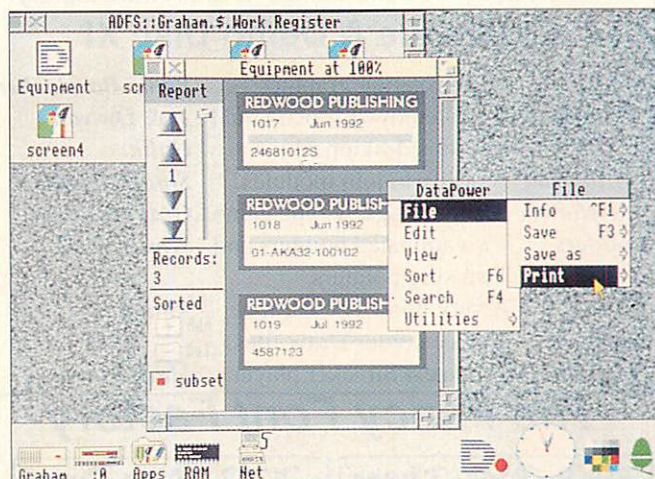 ADFS::Graham.$.Work.Register
Equipment
screen4
Equipment at 100%
Report
1
Records:
3
Sorted
subset
REDWOOD PUBLISHING
1017 Jun 1992
24681012S
REDWOOD PUBLISH
1018 Jun 1992
01-AKA32-100102
REDWOOD PUBLISH
1019 Jul 1992
4587123
DataPower
File
Edit
View
Sort F6
Search F4
Utilities
File
Info ^F1
Save F3
Save as
Print
Graham :0 Apps RAM Net